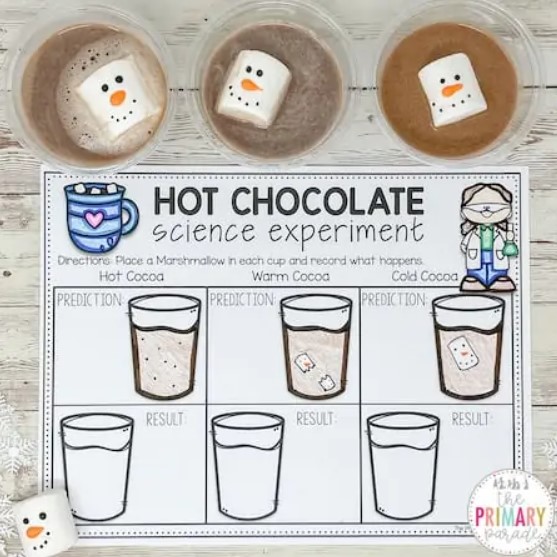 HOT CHOCOLATE
science experiment
Directions: Place a Marshmallow in each cup and record what happens.
Hot Cocoa Warm Cocoa Cold Cocoa
PREDICTION: PREDICTION: PREDICTION:
RESULT: RESULT: RESULT:
the
PRIMARY
parade